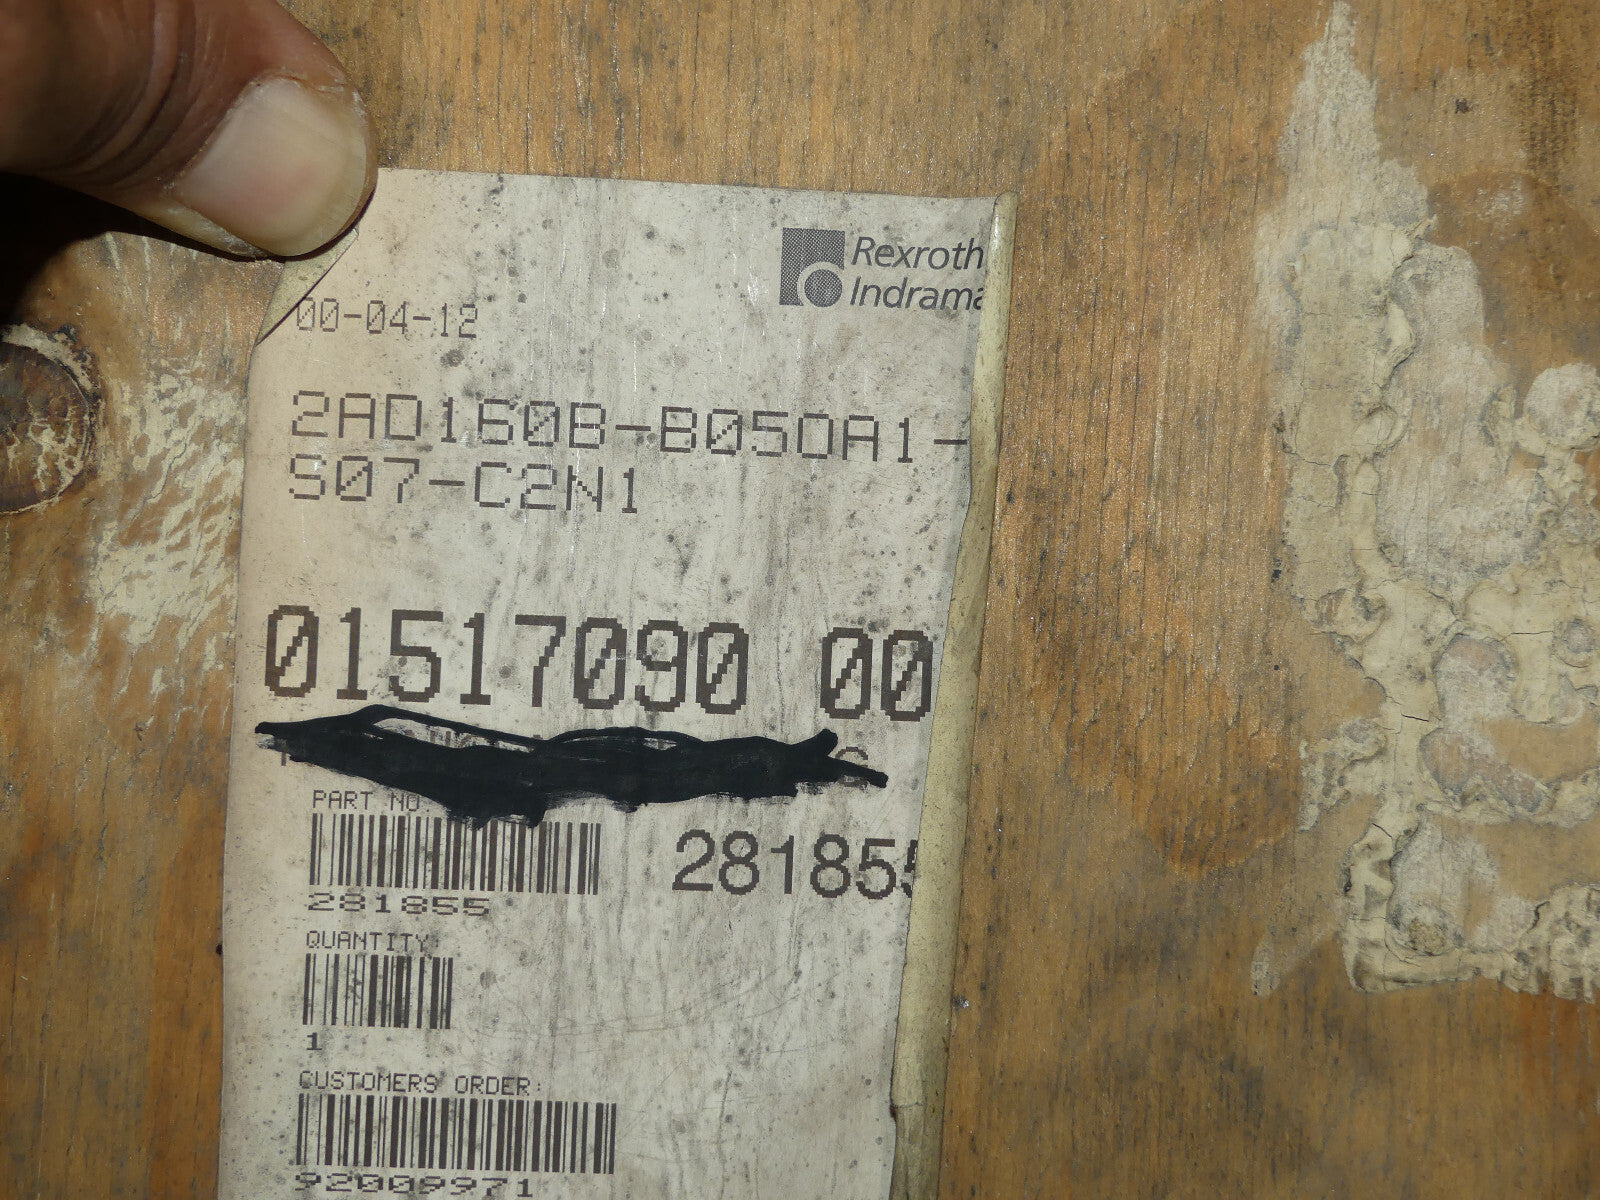 Rexroth
Indrama
00-04-12
2AD160B-B050A1-
S07-C2N1
01517090 00
PART NO
281855
281855
QUANTITY:
1
CUSTOMERS ORDER:
92009971